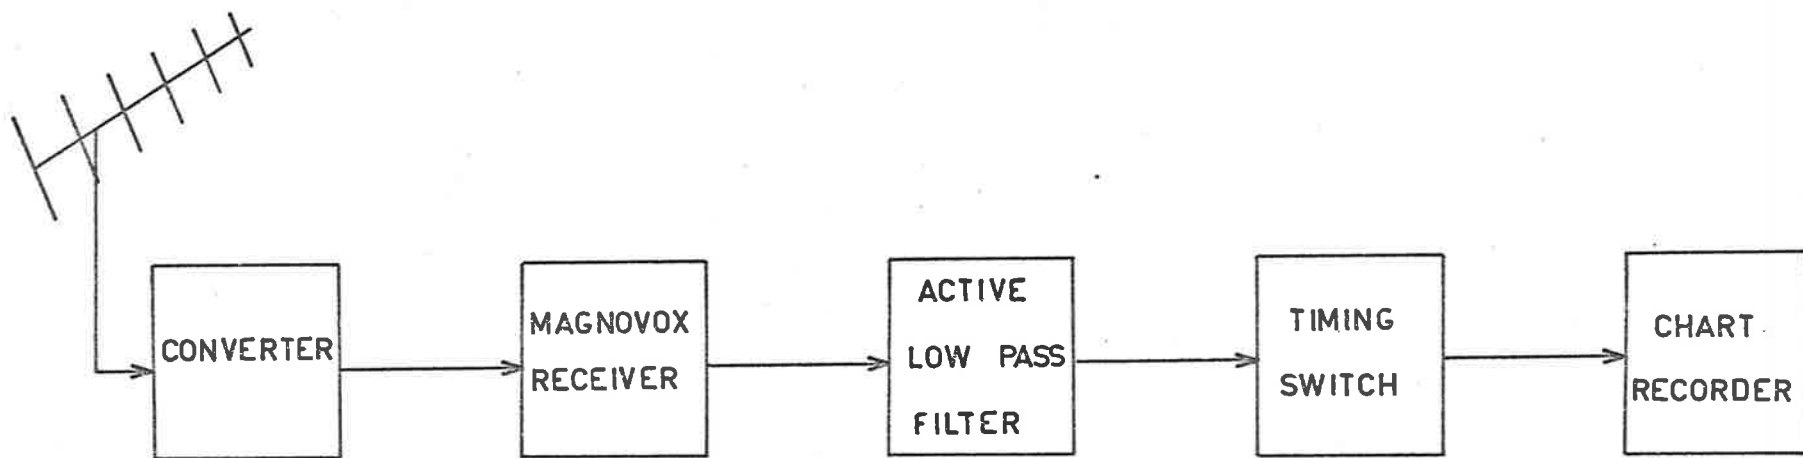 CONVERTER
MAGNOVOX
RECEIVER
ACTIVE
LOW PASS
FILTER
TIMING
SWITCH
CHART
RECORDER